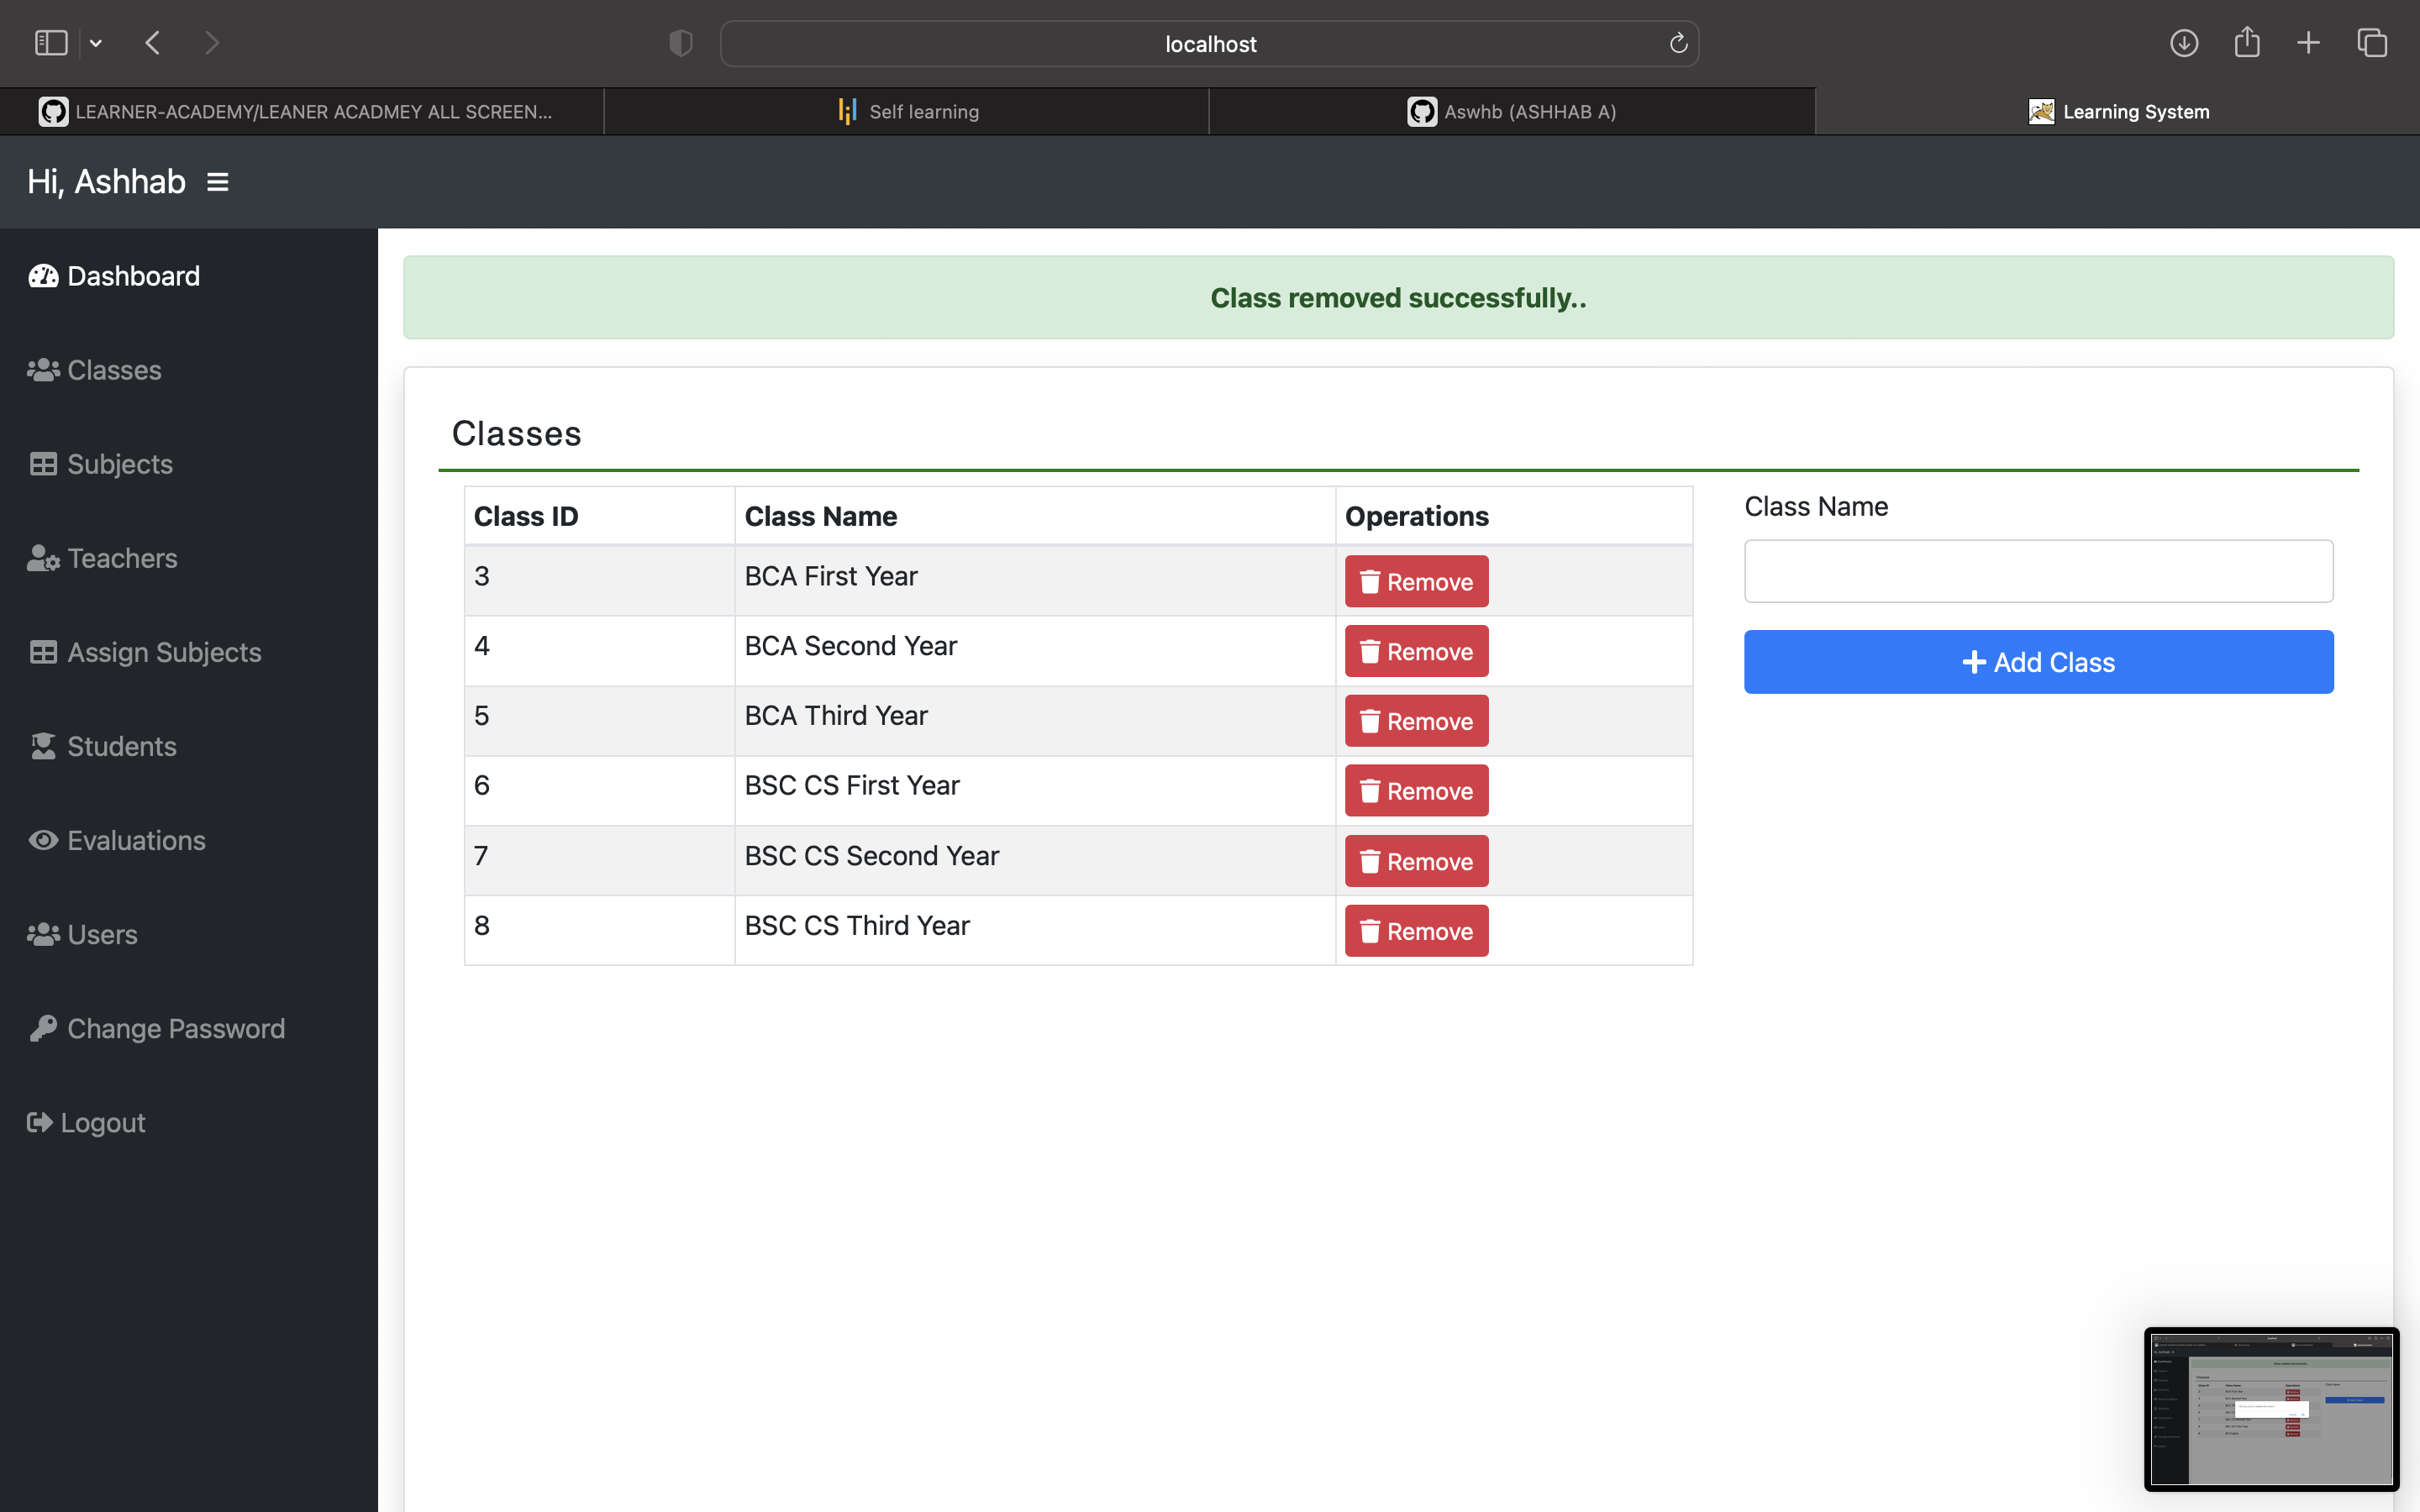 localhost
LEARNER-ACADEMY/LEANER ACADMEY ALL SCREEN...
Self learning
Aswhb (ASHHAB A)
Learning System
Hi, Ashhab
Dashboard
Classes
Subjects
Teachers
Assign Subjects
Students
Evaluations
Users
Change Password
Logout
Class removed successfully..
Classes
Class ID Class Name Operations
3 BCA First Year Remove
4 BCA Second Year Remove
5 BCA Third Year Remove
6 BSC CS First Year Remove
7 BSC CS Second Year Remove
8 BSC CS Third Year Remove
Class Name
Add Class